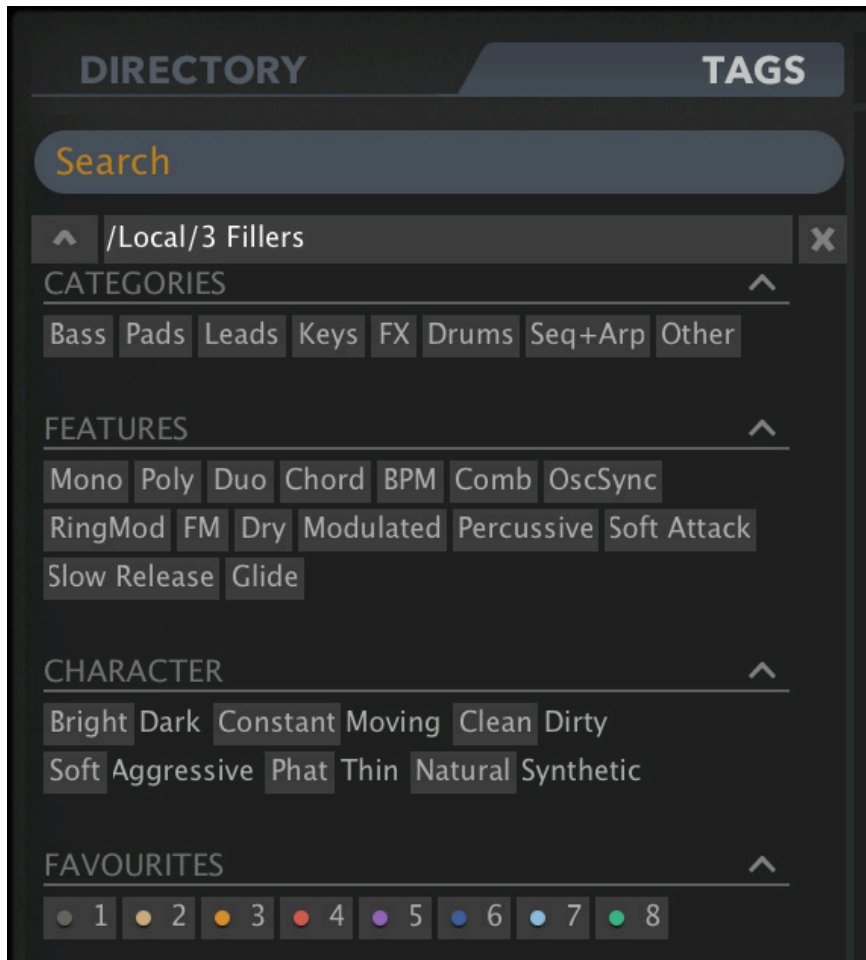 DIRECTORY TAGS
Search
/Local/3 Fillers
CATEGORIES
Bass Pads Leads Keys FX Drums Seq+Arp Other
FEATURES
Mono Poly Duo Chord BPM Comb OscSync
RingMod FM Dry Modulated Percussive Soft Attack
Slow Release Glide
CHARACTER
Bright Dark Constant Moving Clean Dirty
Soft Aggressive Phat Thin Natural Synthetic
FAVOURITES
1 2 3 4 5 6 7 8